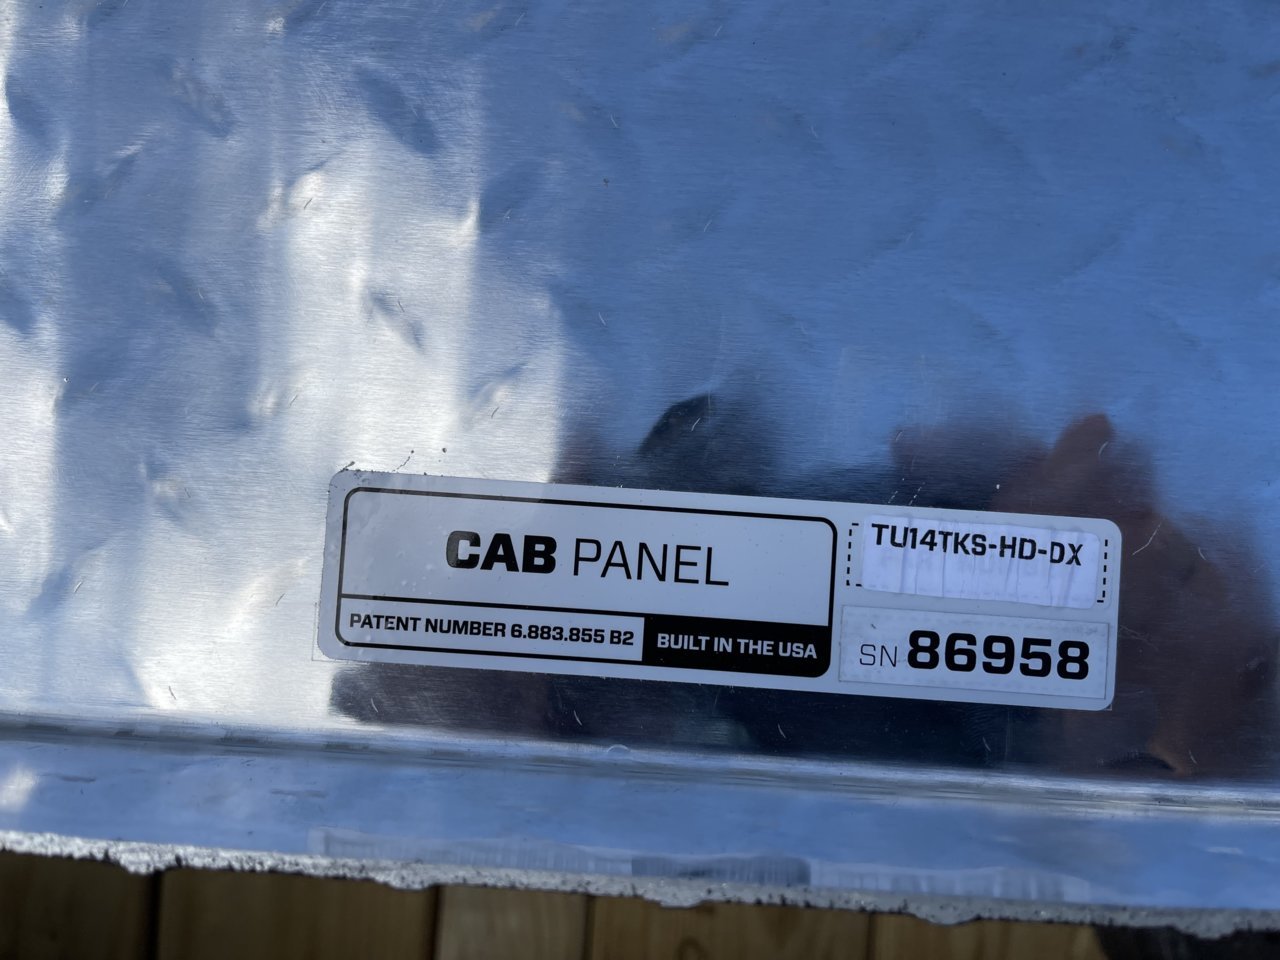 CAB PANEL
PATENT NUMBER 6.883.855 B2
BUILT IN THE USA
TU14TKS-HD-DX
SN 86958